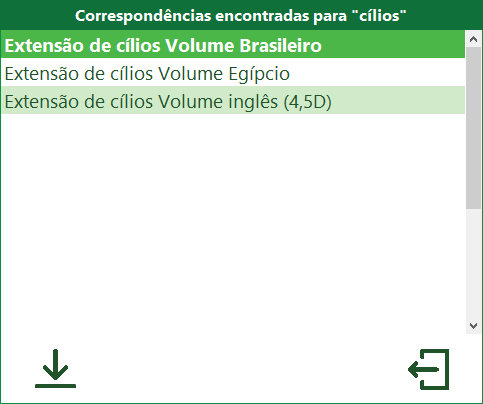 Correspondências encontradas para "cílios"
Extensão de cílios Volume Brasileiro
Extensão de cílios Volume Egípcio
Extensão de cílios Volume inglês (4,5D)